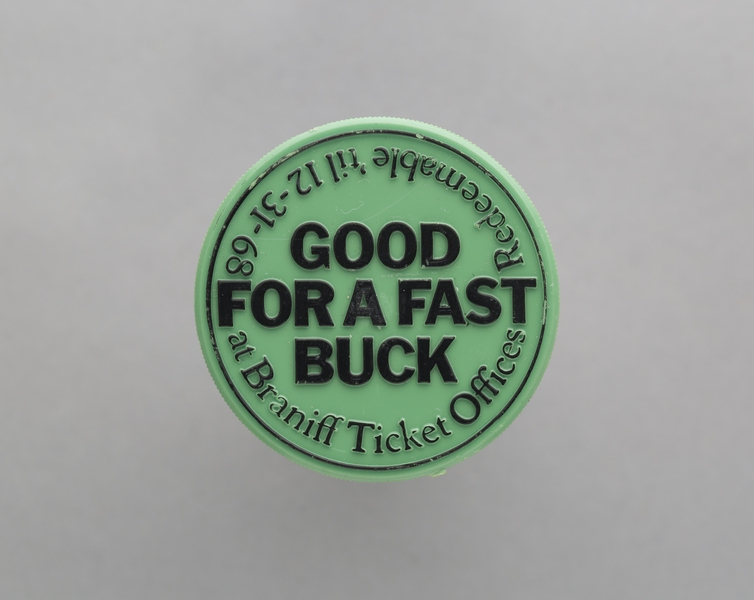 GOOD
FOR A FAST
BUCK
Redeemable 'til 12-31-68
at Braniff Ticket Offices